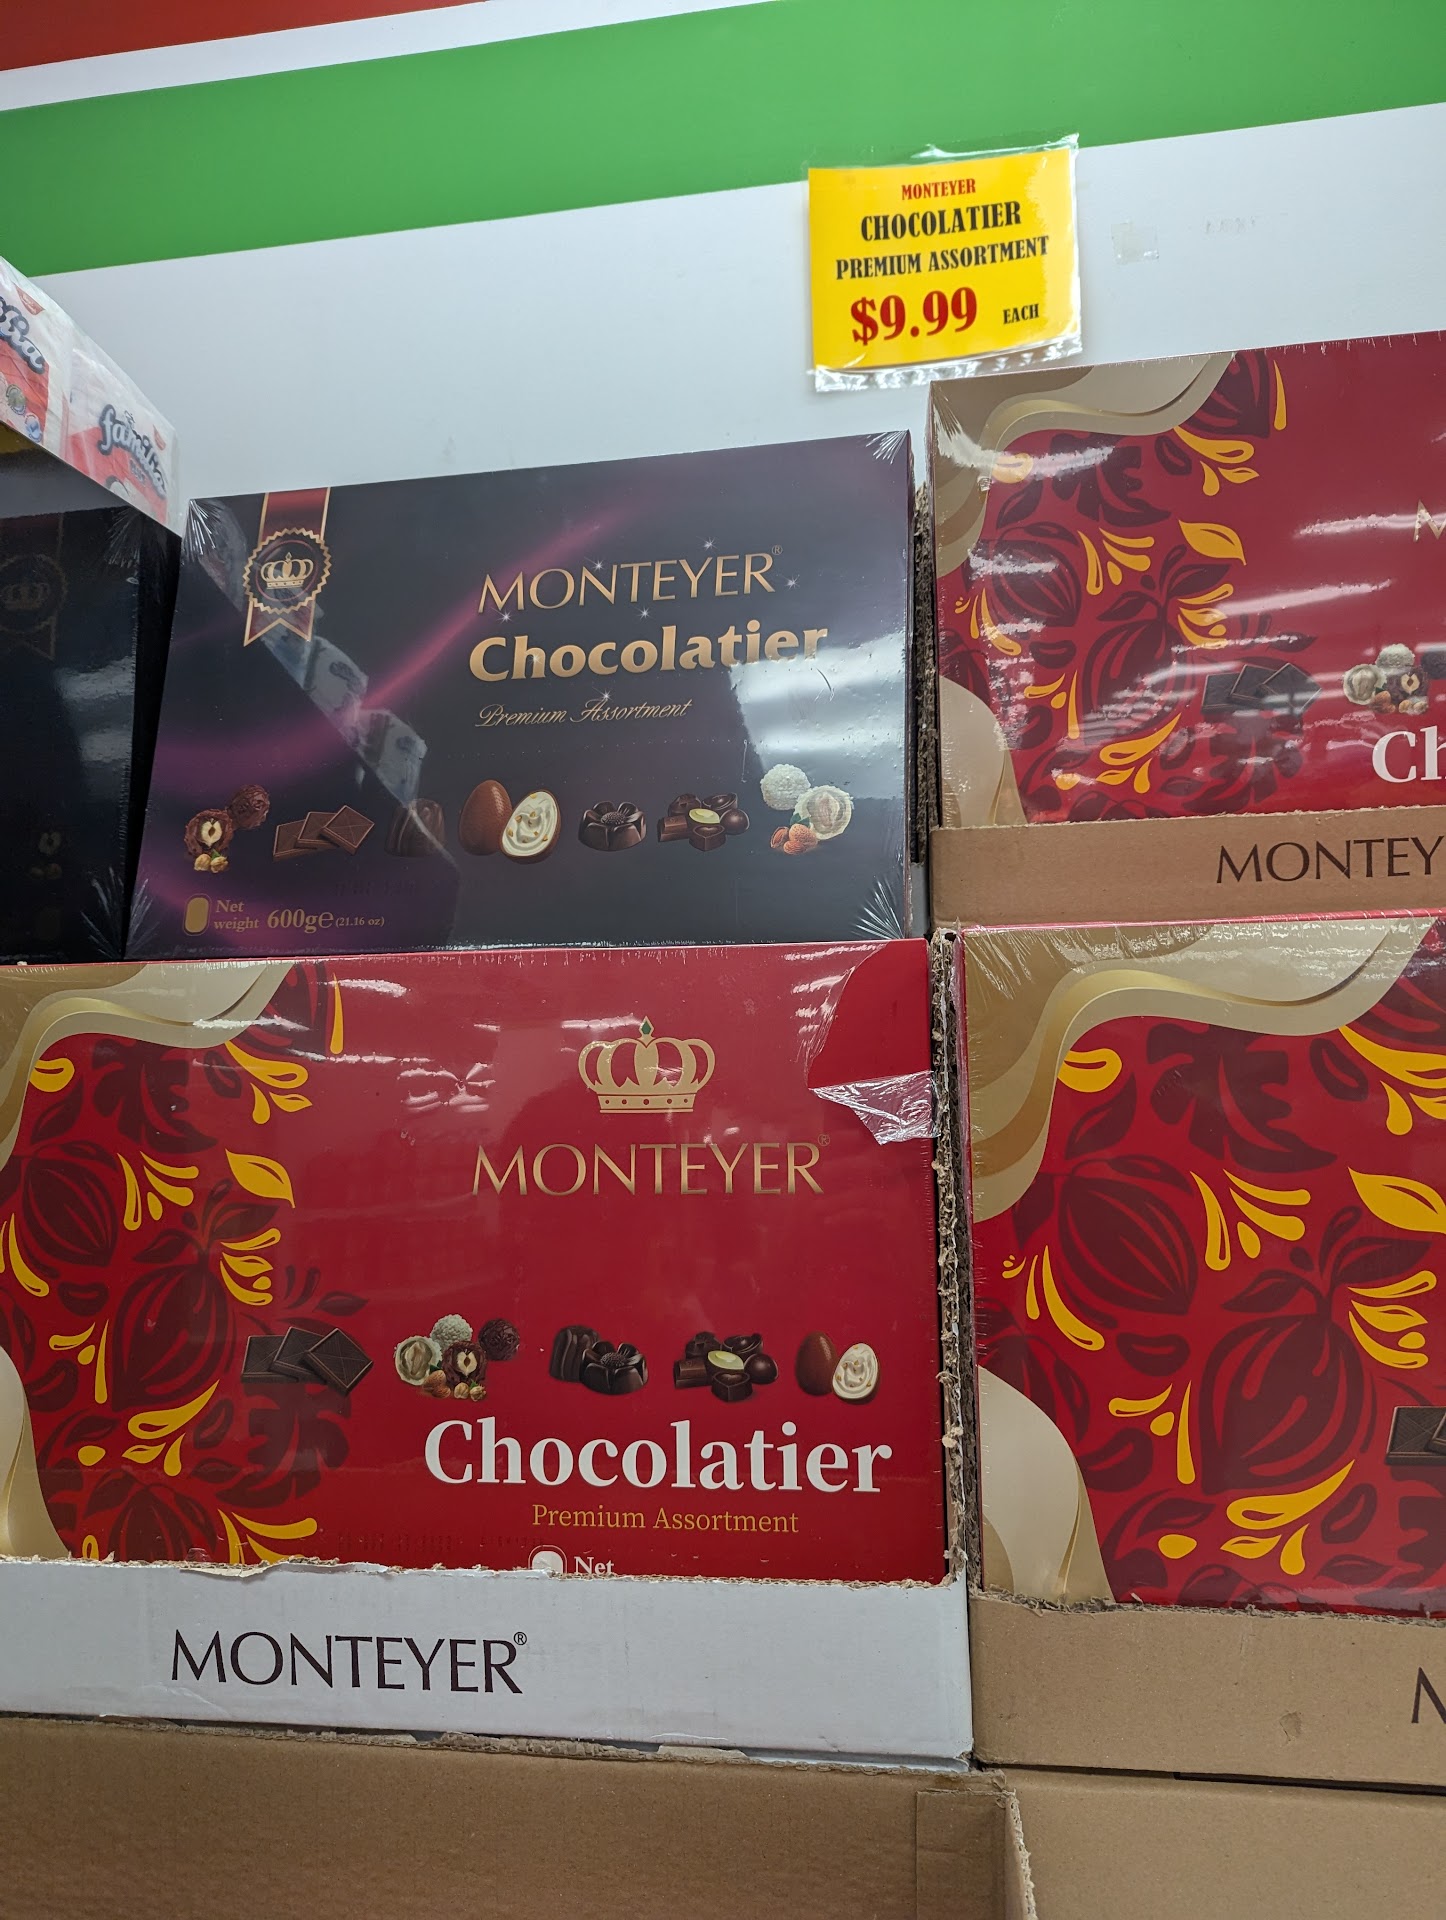 MONTEYER
CHOCOLATIER
PREMIUM ASSORTMENT
$9.99 EACH
familia
MONTEYER®
Chocolatier
Premium Assortment
Net
weight 600g℮ (21.16 oz)
Ch
MONTEY
MONTEYER®
Chocolatier
Premium Assortment
Net
MONTEYER®